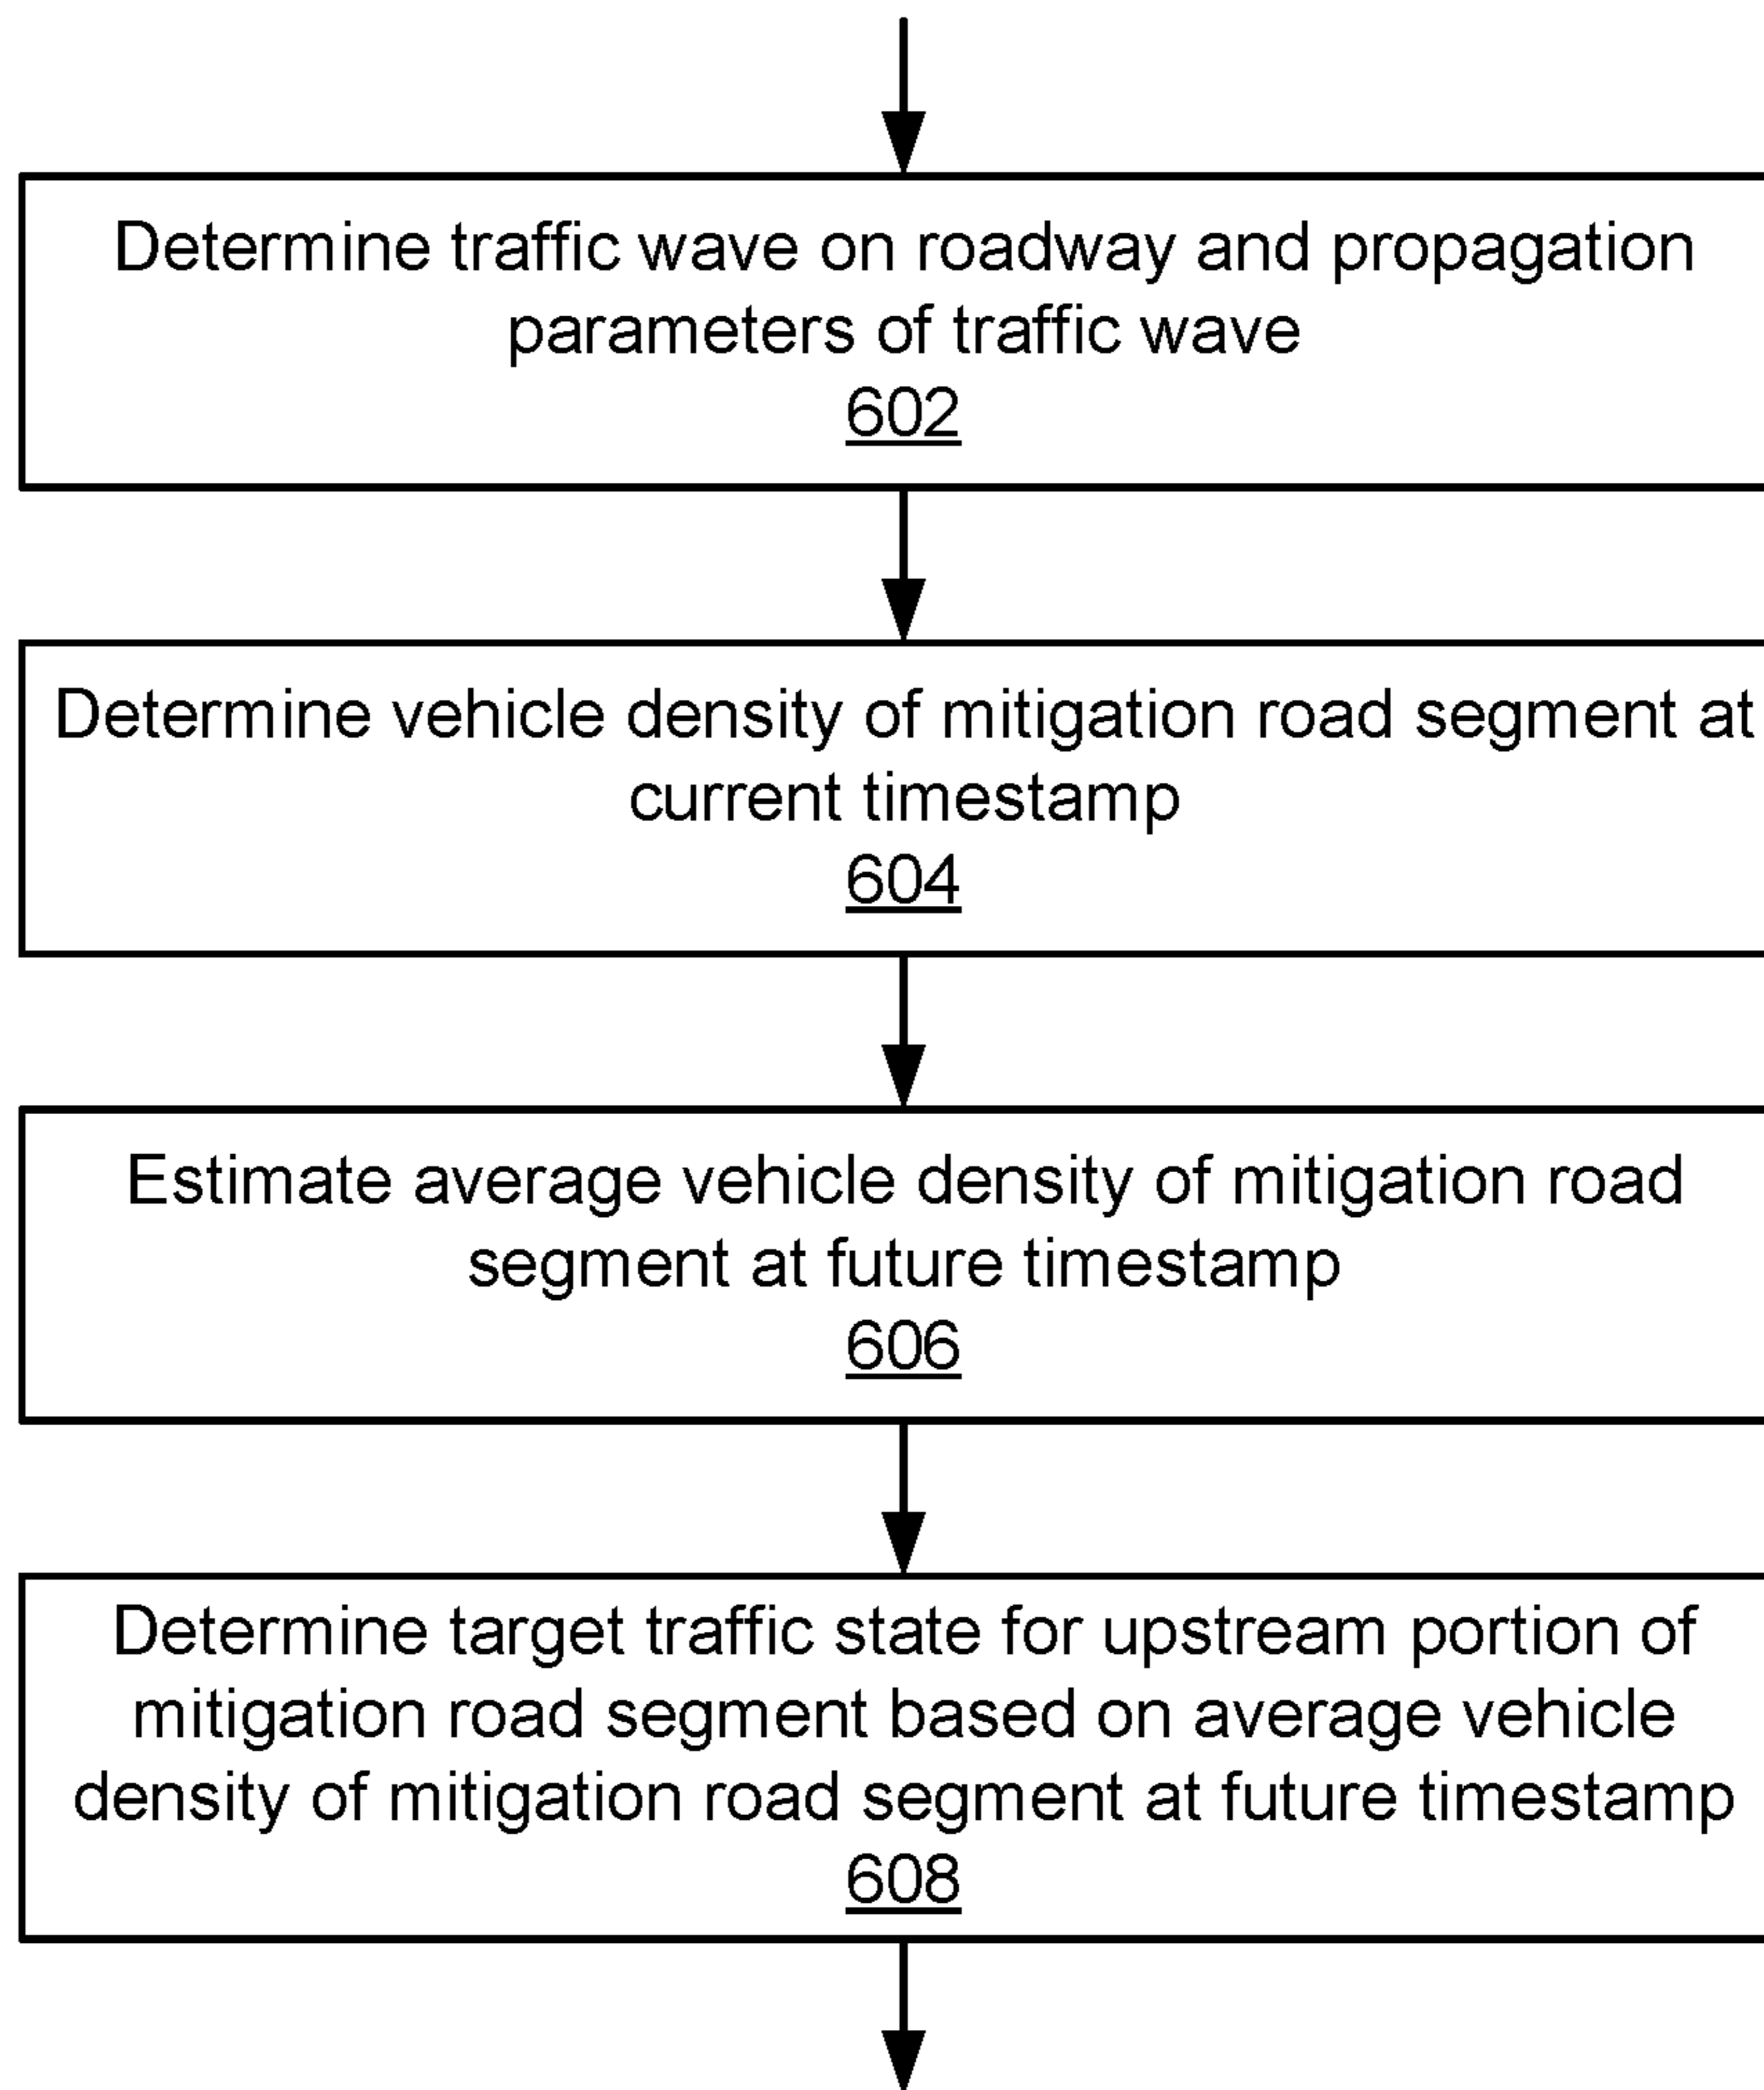 Determine traffic wave on roadway and propagation
parameters of traffic wave
602
Determine vehicle density of mitigation road segment at
current timestamp
604
Estimate average vehicle density of mitigation road
segment at future timestamp
606
Determine target traffic state for upstream portion of
mitigation road segment based on average vehicle
density of mitigation road segment at future timestamp
608